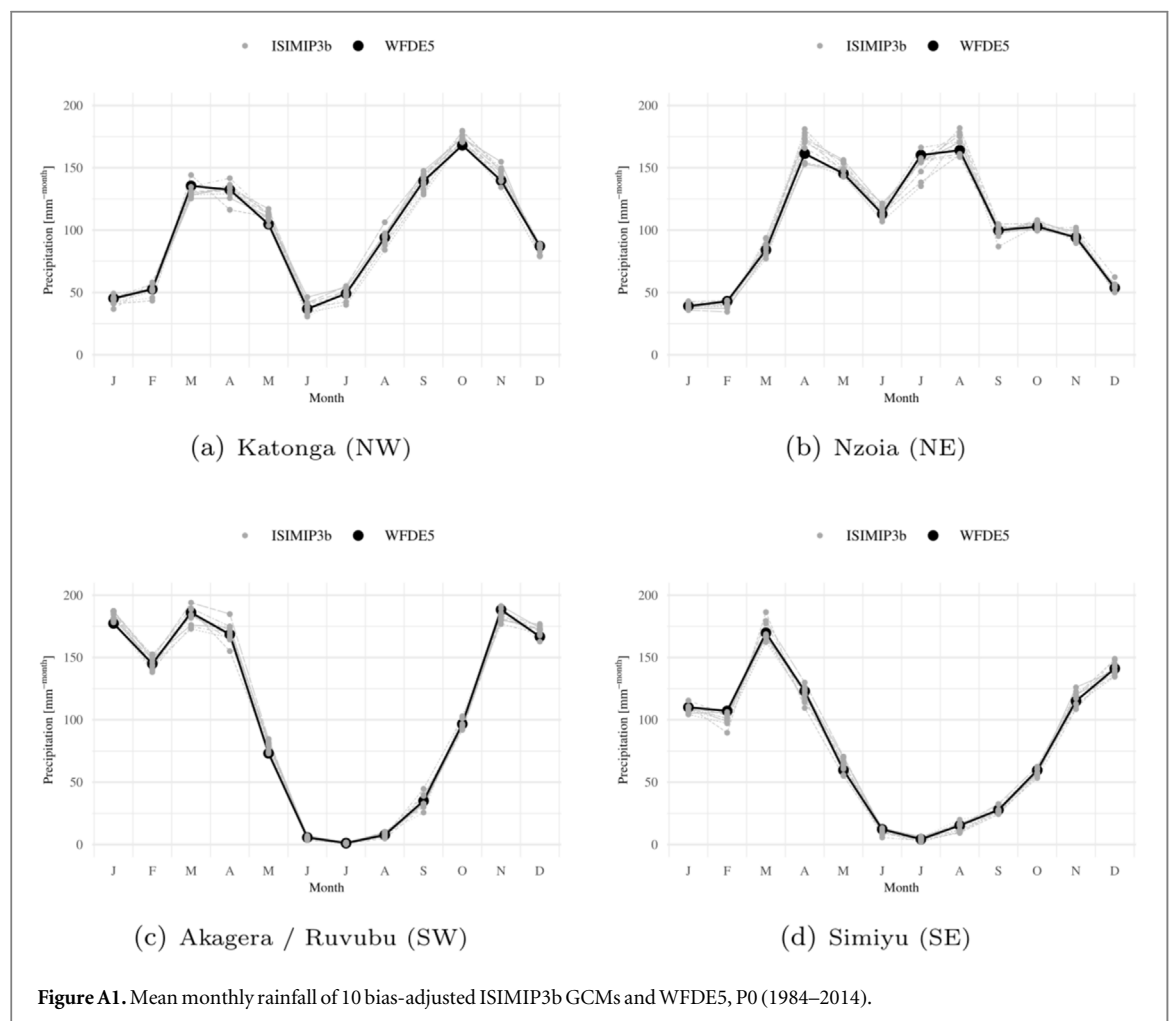 ISIMIP3b WFDE5
Precipitation [mm⁻ᵐᵒⁿᵗʰ]
200
150
100
50
0
J F M A M J J A S O N D
Month
(a) Katonga (NW)
ISIMIP3b WFDE5
Precipitation [mm⁻ᵐᵒⁿᵗʰ]
200
150
100
50
0
J F M A M J J A S O N D
Month
(b) Nzoia (NE)
ISIMIP3b WFDE5
Precipitation [mm⁻ᵐᵒⁿᵗʰ]
200
150
100
50
0
J F M A M J J A S O N D
Month
(c) Akagera / Ruvubu (SW)
ISIMIP3b WFDE5
Precipitation [mm⁻ᵐᵒⁿᵗʰ]
200
150
100
50
0
J F M A M J J A S O N D
Month
(d) Simiyu (SE)
Figure A1. Mean monthly rainfall of 10 bias-adjusted ISIMIP3b GCMs and WFDE5, P0 (1984–2014).